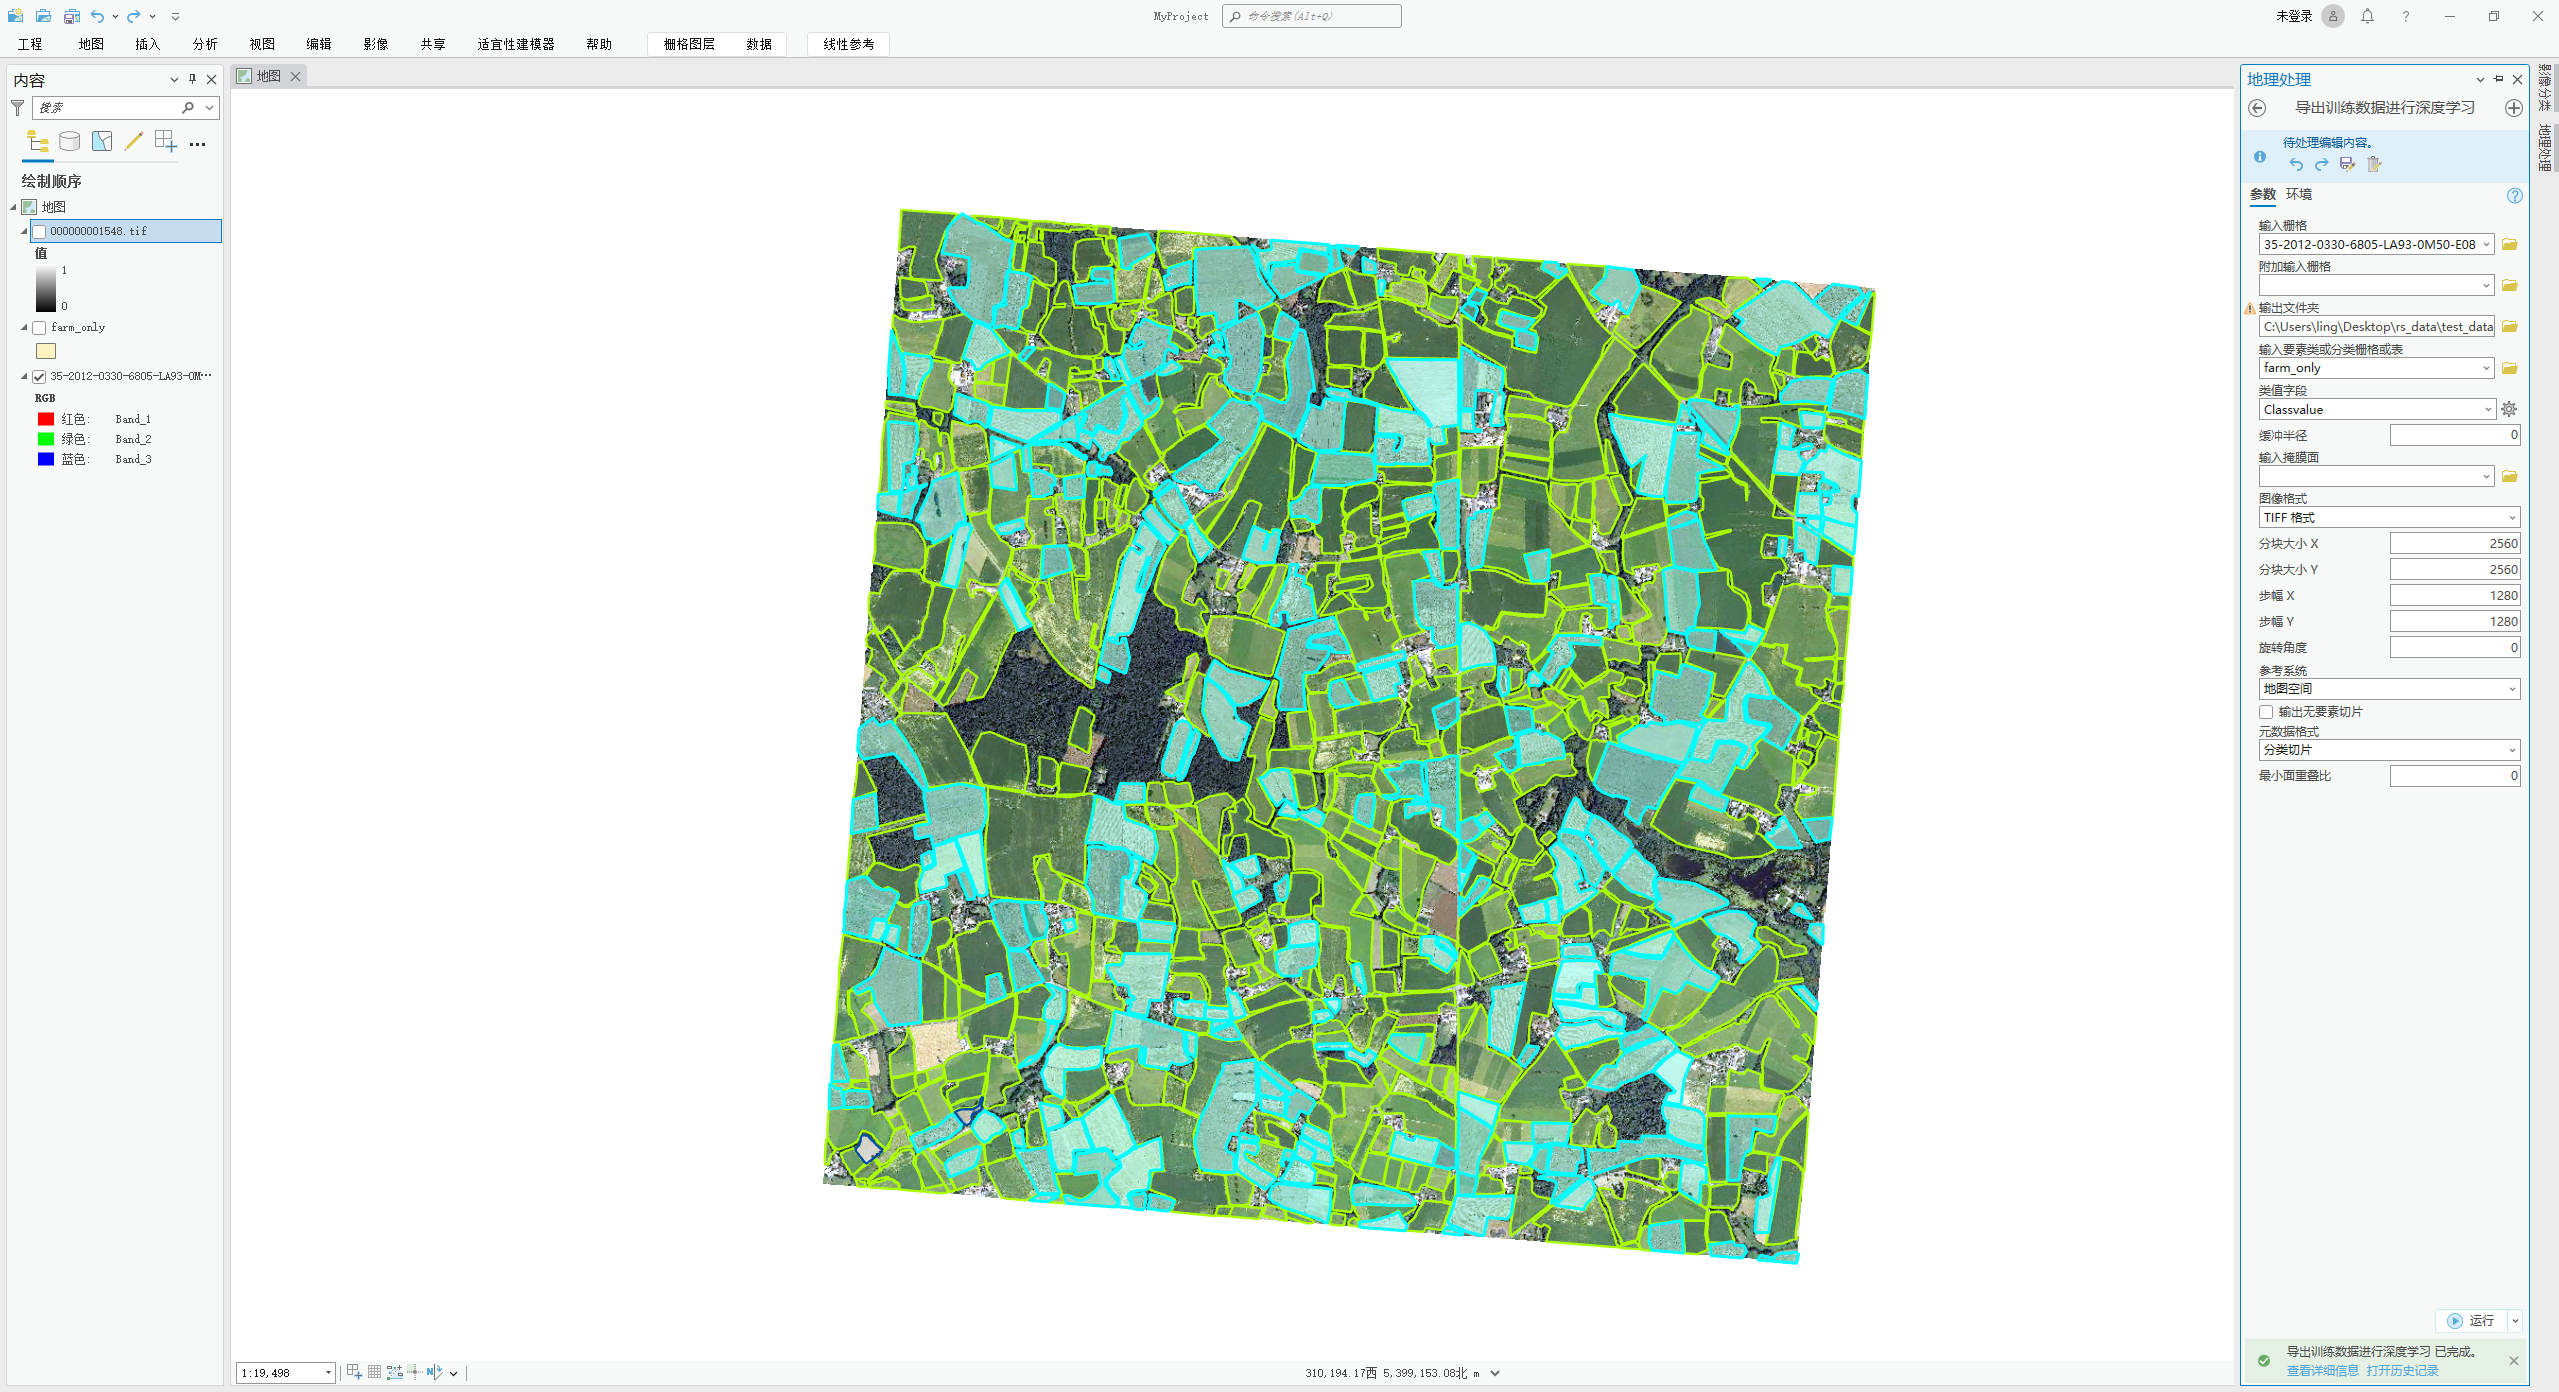 MyProject
命令搜索(Alt+Q)
未登录
工程 地图 插入 分析 视图 编辑 影像 共享 适宜性建模器 帮助 栅格图层 数据 线性参考
内容
搜索
绘制顺序
地图
000000001548.tif
值
1
0
farm_only
35-2012-0330-6805-LA93-0M…
RGB
红色: Band_1
绿色: Band_2
蓝色: Band_3
地图
1:19,498
310,194.17西 5,399,153.08北 m
地理处理
导出训练数据进行深度学习
待处理编辑内容。
参数 环境
输入栅格
35-2012-0330-6805-LA93-0M50-E08
附加输入栅格
输出文件夹
C:\Users\ling\Desktop\rs_data\test_data
输入要素类或分类栅格或表
farm_only
类值字段
Classvalue
缓冲半径 0
输入掩膜面
图像格式
TIFF 格式
分块大小 X 2560
分块大小 Y 2560
步幅 X 1280
步幅 Y 1280
旋转角度 0
参考系统
地图空间
输出无要素切片
元数据格式
分类切片
最小面重叠比 0
运行
导出训练数据进行深度学习 已完成。
查看详细信息 打开历史记录
影像分类
地理处理